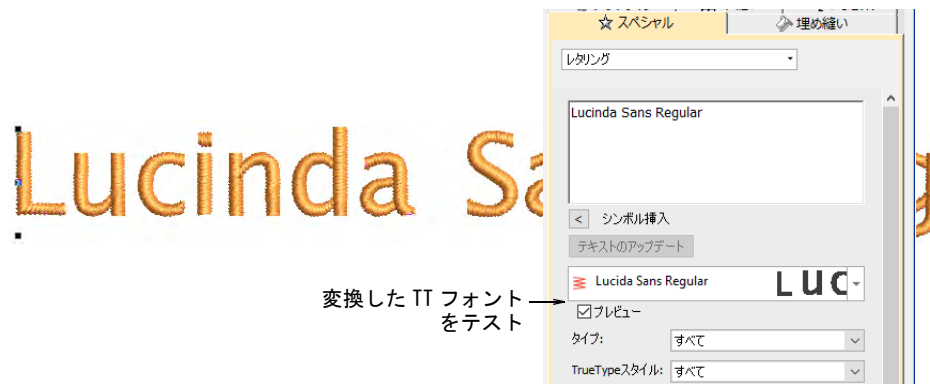 スペシャル
埋め縫い
レタリング
Lucinda Sans Regular
Lucinda Sa
< シンボル挿入
テキストのアップデート
Lucida Sans Regular
LUC
変換した TT フォント
をテスト
プレビュー
タイプ: すべて
TrueTypeスタイル: すべて